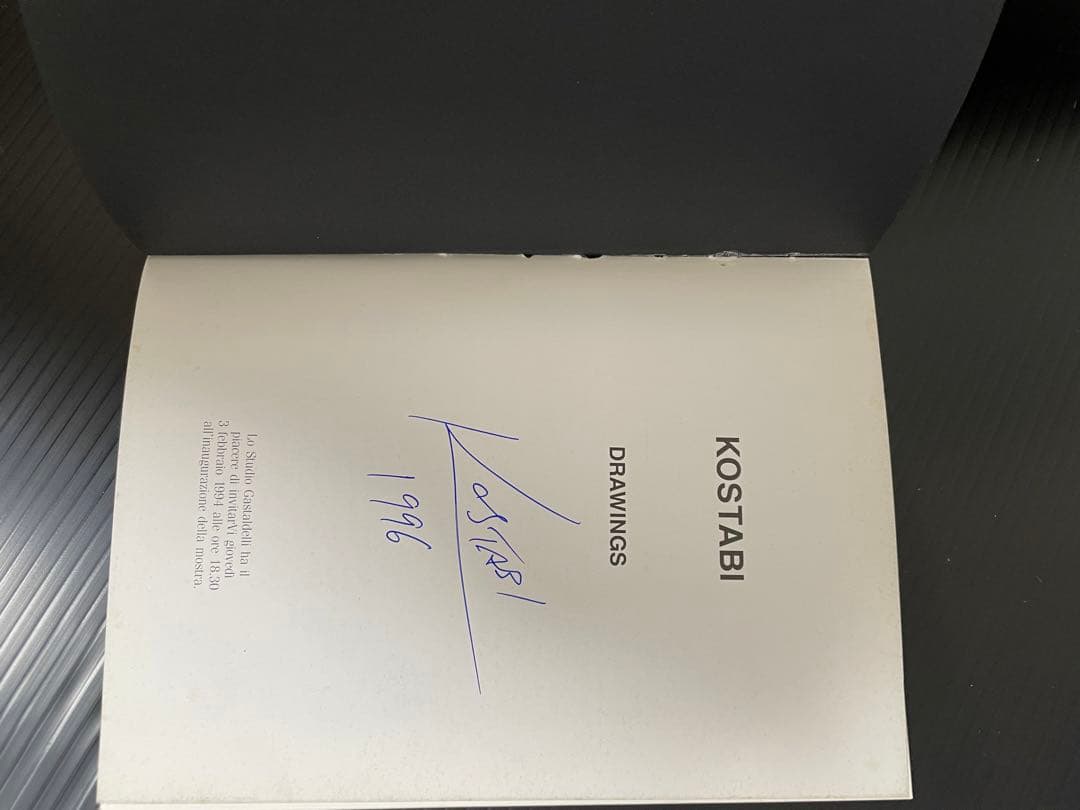 KOSTABI
DRAWINGS
KOSTABI
1996
Lo Studio Gastaldelli ha il
piacere di invitarVi giovedì
3 febbraio 1994 alle ore 18.30
all'inaugurazione della mostra.